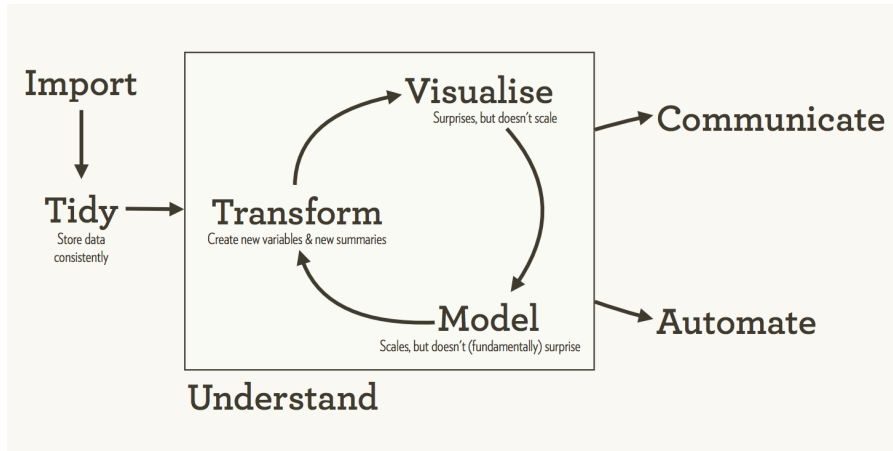 Import
Tidy
Store data
consistently
Visualise
Surprises, but doesn't scale
Transform
Create new variables & new summaries
Model
Scales, but doesn't (fundamentally) surprise
Understand
Communicate
Automate